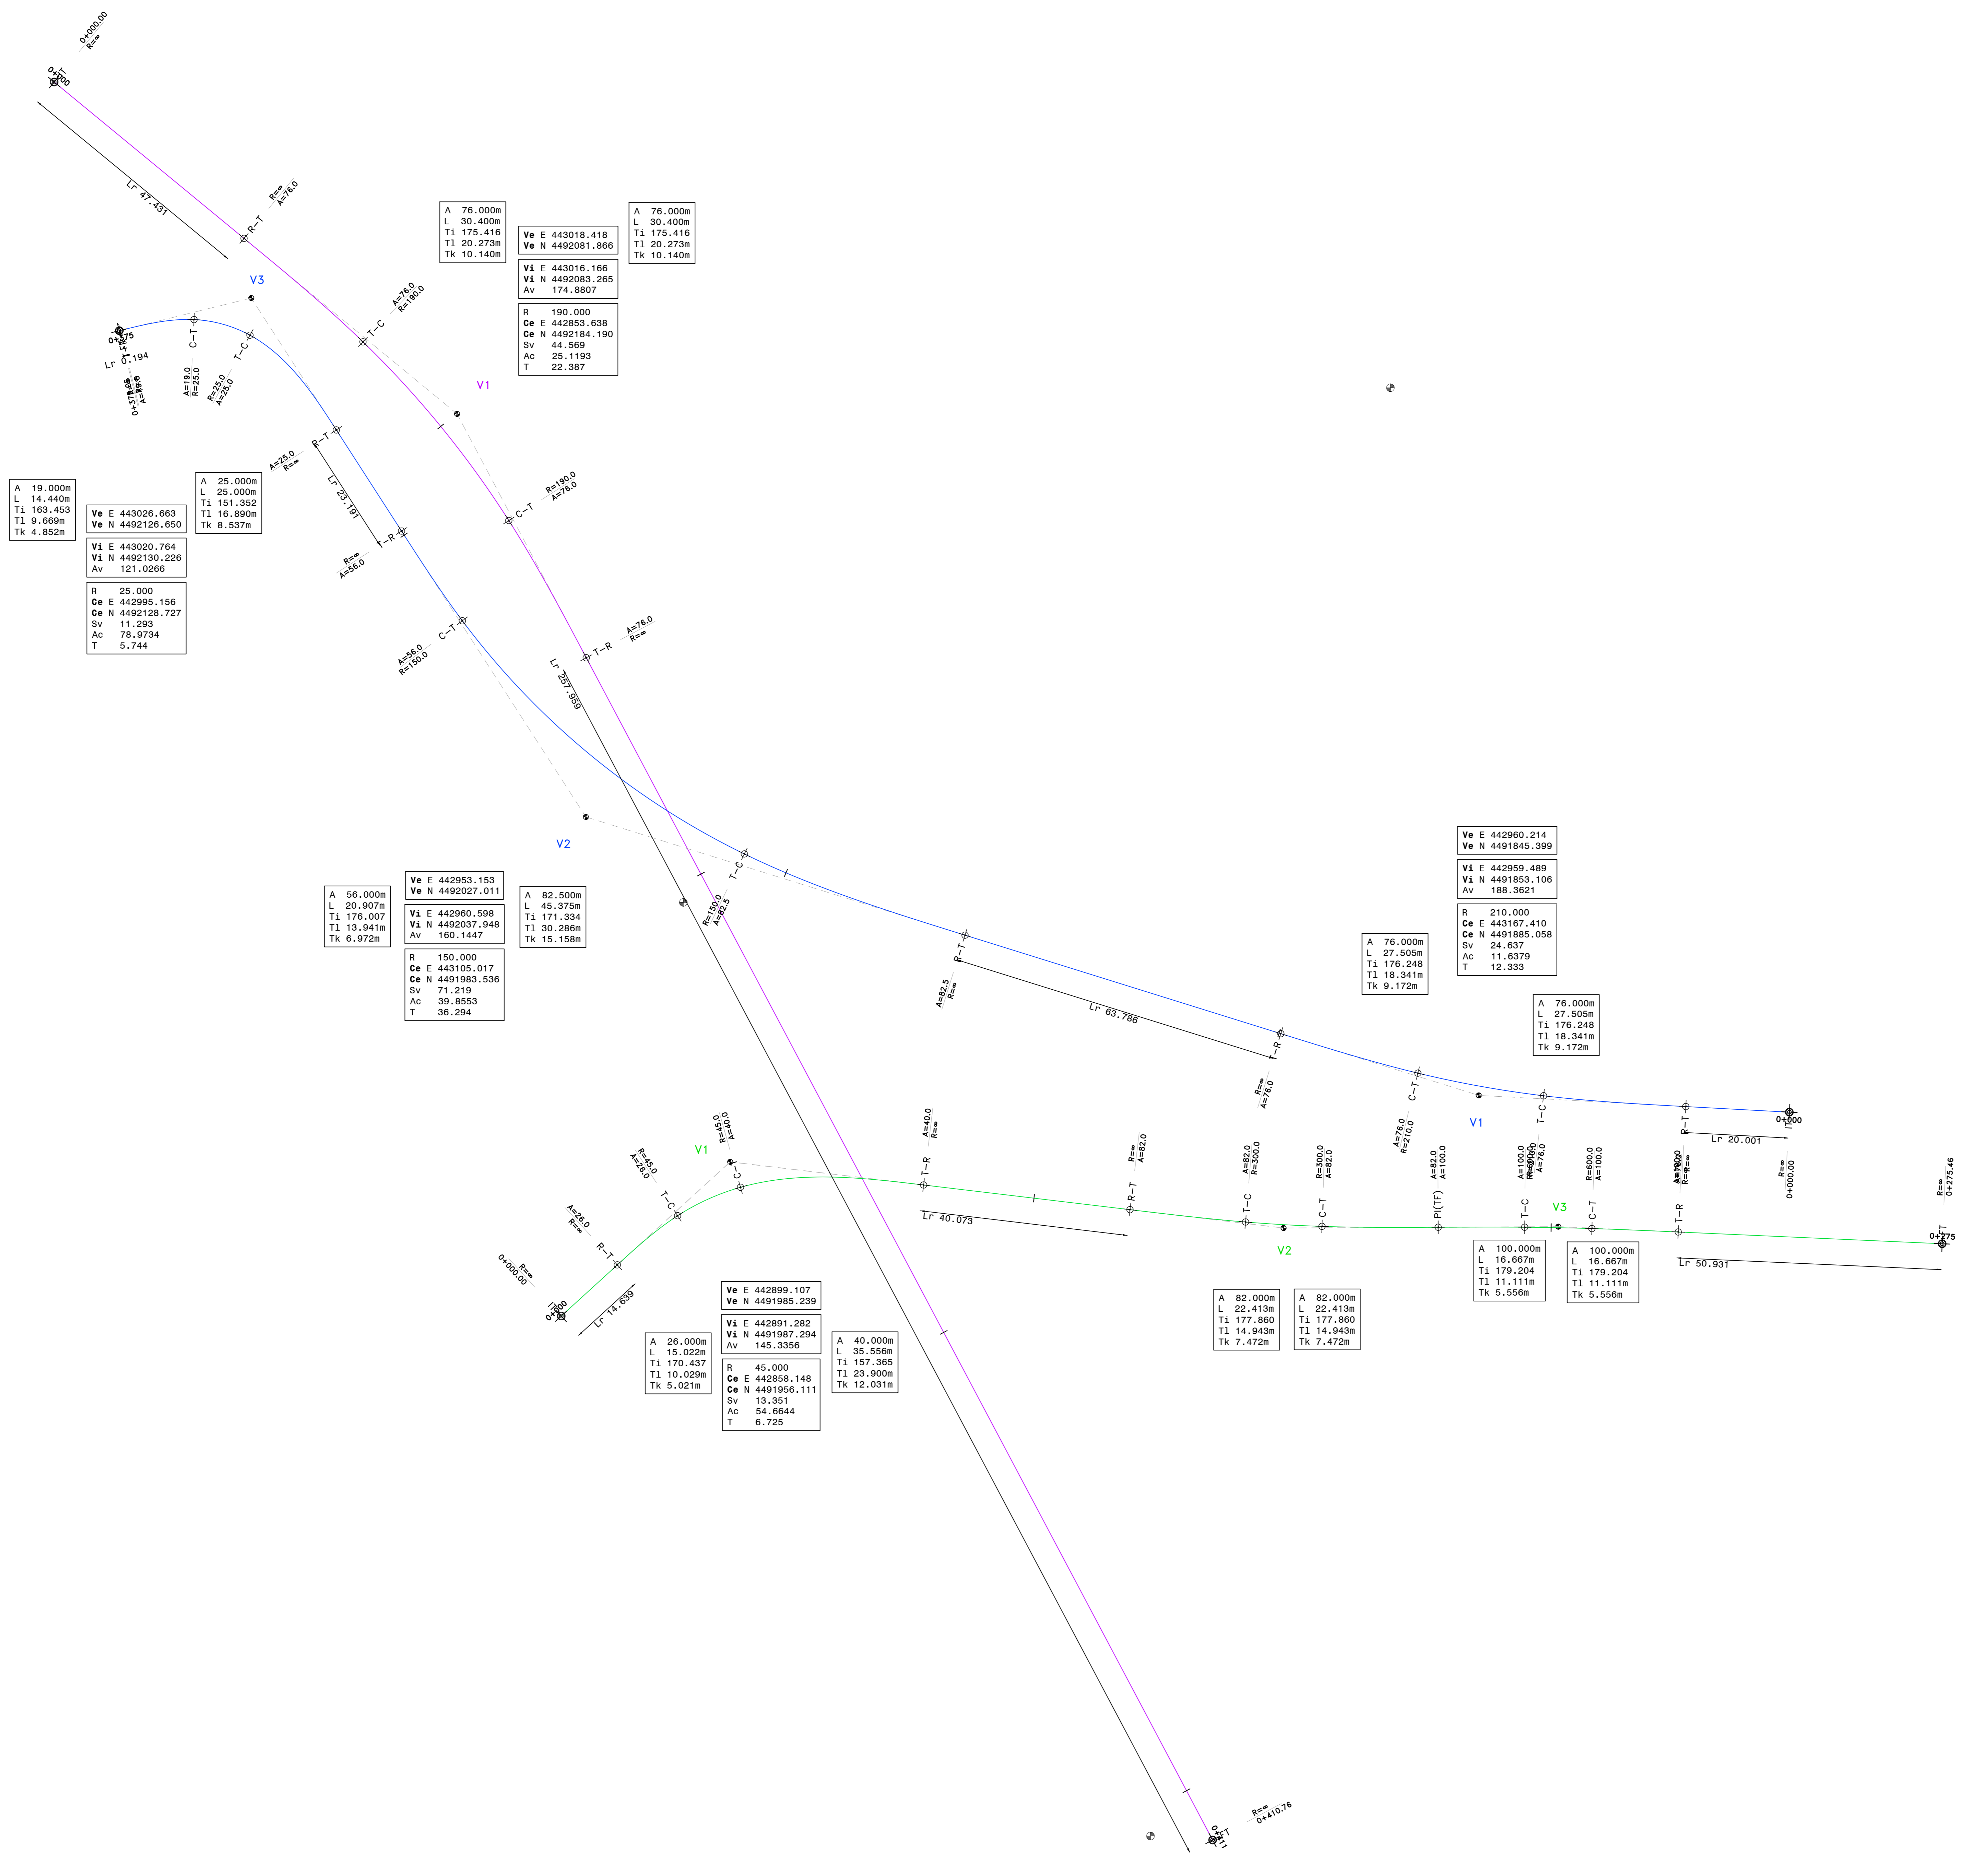 0+000.00
R=∞
IT
0+000
Lr 47.431
R=∞
A=76.0
R-T
V3
A 76.000m
L 30.400m
Ti 175.416
Tl 20.273m
Tk 10.140m
Ve E 443018.418
Ve N 4492081.866
Vi E 443016.166
Vi N 4492083.265
Av 174.8807
R 190.000
Ce E 442853.638
Ce N 4492184.190
Sv 44.569
Ac 25.1193
T 22.387
A 76.000m
L 30.400m
Ti 175.416
Tl 20.273m
Tk 10.140m
A=76.0
R=190.0
T-C
V1
0+375
Lr 0.194
C-T
A=19.0
R=25.0
T-C
R=25.0
A=25.0
R-T
A=25.0
R=∞
Lr 23.191
T-R
R=∞
A=56.0
R=190.0
A=76.0
C-T
A 19.000m
L 14.440m
Ti 163.453
Tl 9.669m
Tk 4.852m
Ve E 443026.663
Ve N 4492126.650
Vi E 443020.764
Vi N 4492130.226
Av 121.0266
R 25.000
Ce E 442995.156
Ce N 4492128.727
Sv 11.293
Ac 78.9734
T 5.744
A 25.000m
L 25.000m
Ti 151.352
Tl 16.890m
Tk 8.537m
C-T
A=56.0
R=150.0
A=76.0
R=∞
T-R
Lr 257.959
V2
T-C
R=150.0
A=82.5
A 56.000m
L 20.907m
Ti 176.007
Tl 13.941m
Tk 6.972m
Ve E 442953.153
Ve N 4492027.011
Vi E 442960.598
Vi N 4492037.948
Av 160.1447
R 150.000
Ce E 443105.017
Ce N 4491983.536
Sv 71.219
Ac 39.8553
T 36.294
A 82.500m
L 45.375m
Ti 171.334
Tl 30.286m
Tk 15.158m
R-T
A=82.5
R=∞
Lr 63.786
T-R
R=∞
A=76.0
A 76.000m
L 27.505m
Ti 176.248
Tl 18.341m
Tk 9.172m
Ve E 442960.214
Ve N 4491845.399
Vi E 442959.489
Vi N 4491853.106
Av 188.3621
R 210.000
Ce E 443167.410
Ce N 4491885.058
Sv 24.637
Ac 11.6379
T 12.333
A 76.000m
L 27.505m
Ti 176.248
Tl 18.341m
Tk 9.172m
C-T
A=76.0
R=210.0
V1
T-C
A=76.0
R-T
Lr 20.001
0+000
IT
R=∞
0+000.00
V1
R=45.0
A=40.0
C-T
R=45.0
A=26.0
T-C
A=26.0
R=∞
R-T
R=∞
0+000.00
IT
0+000
Lr 14.639
A=40.0
R=∞
T-R
Lr 40.073
R=∞
A=82.0
R-T
A=82.0
R=300.0
T-C
V2
R=300.0
A=82.0
C-T
A=82.0
A=100.0
PI(TF)
A=100.0
T-C
V3
R=600.0
A=100.0
C-T
T-R
Lr 50.931
R=∞
0+275.46
FT
0+275
A 26.000m
L 15.022m
Ti 170.437
Tl 10.029m
Tk 5.021m
Ve E 442899.107
Ve N 4491985.239
Vi E 442891.282
Vi N 4491987.294
Av 145.3356
R 45.000
Ce E 442858.148
Ce N 4491956.111
Sv 13.351
Ac 54.6644
T 6.725
A 40.000m
L 35.556m
Ti 157.365
Tl 23.900m
Tk 12.031m
A 82.000m
L 22.413m
Ti 177.860
Tl 14.943m
Tk 7.472m
A 82.000m
L 22.413m
Ti 177.860
Tl 14.943m
Tk 7.472m
A 100.000m
L 16.667m
Ti 179.204
Tl 11.111m
Tk 5.556m
A 100.000m
L 16.667m
Ti 179.204
Tl 11.111m
Tk 5.556m
R=∞
0+410.76
FT
0+411